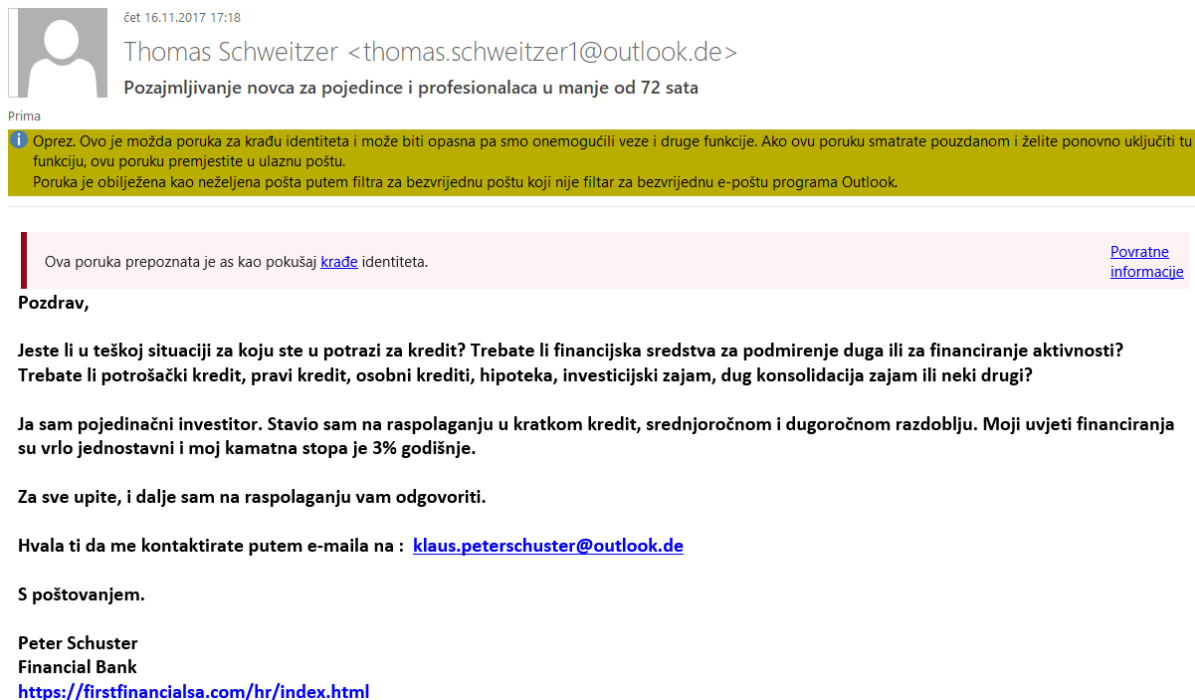 čet 16.11.2017 17:18
Thomas Schweitzer <thomas.schweitzer1@outlook.de>
Pozajmljivanje novca za pojedince i profesionalaca u manje od 72 sata
Prima
Oprez. Ovo je možda poruka za krađu identiteta i može biti opasna pa smo onemogućili veze i druge funkcije. Ako ovu poruku smatrate pouzdanom i želite ponovno uključiti tu
funkciju, ovu poruku premjestite u ulaznu poštu.
Poruka je obilježena kao neželjena pošta putem filtra za bezvrijednu poštu koji nije filtar za bezvrijednu e-poštu programa Outlook.
Ova poruka prepoznata je as kao pokušaj krađe identiteta.
Povratne
informacije
Pozdrav,
Jeste li u teškoj situaciji za koju ste u potrazi za kredit? Trebate li financijska sredstva za podmirenje duga ili za financiranje aktivnosti?
Trebate li potrošački kredit, pravi kredit, osobni krediti, hipoteka, investicijski zajam, dug konsolidacija zajam ili neki drugi?
Ja sam pojedinačni investitor. Stavio sam na raspolaganju u kratkom kredit, srednjoročnom i dugoročnom razdoblju. Moji uvjeti financiranja
su vrlo jednostavni i moj kamatna stopa je 3% godišnje.
Za sve upite, i dalje sam na raspolaganju vam odgovoriti.
Hvala ti da me kontaktirate putem e-maila na : klaus.peterschuster@outlook.de
S poštovanjem.
Peter Schuster
Financial Bank
https://firstfinancialsa.com/hr/index.html